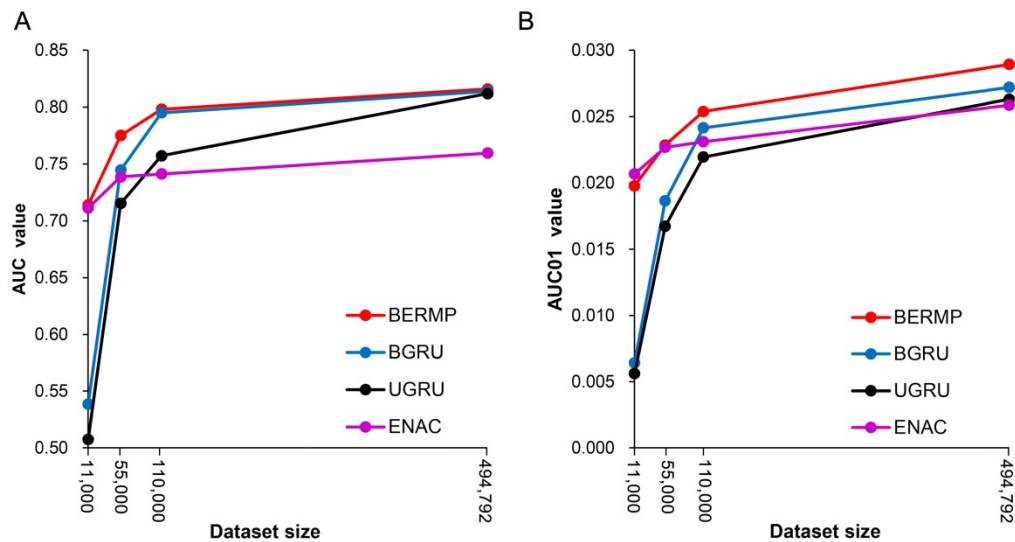 A
0.85
0.80
0.75
0.70
0.65
0.60
0.55
0.50
AUC value
11,000
55,000
110,000
494,792
Dataset size
BERMP
BGRU
UGRU
ENAC
B
0.030
0.025
0.020
0.015
0.010
0.005
0.000
AUC01 value
11,000
55,000
110,000
494,792
Dataset size
BERMP
BGRU
UGRU
ENAC